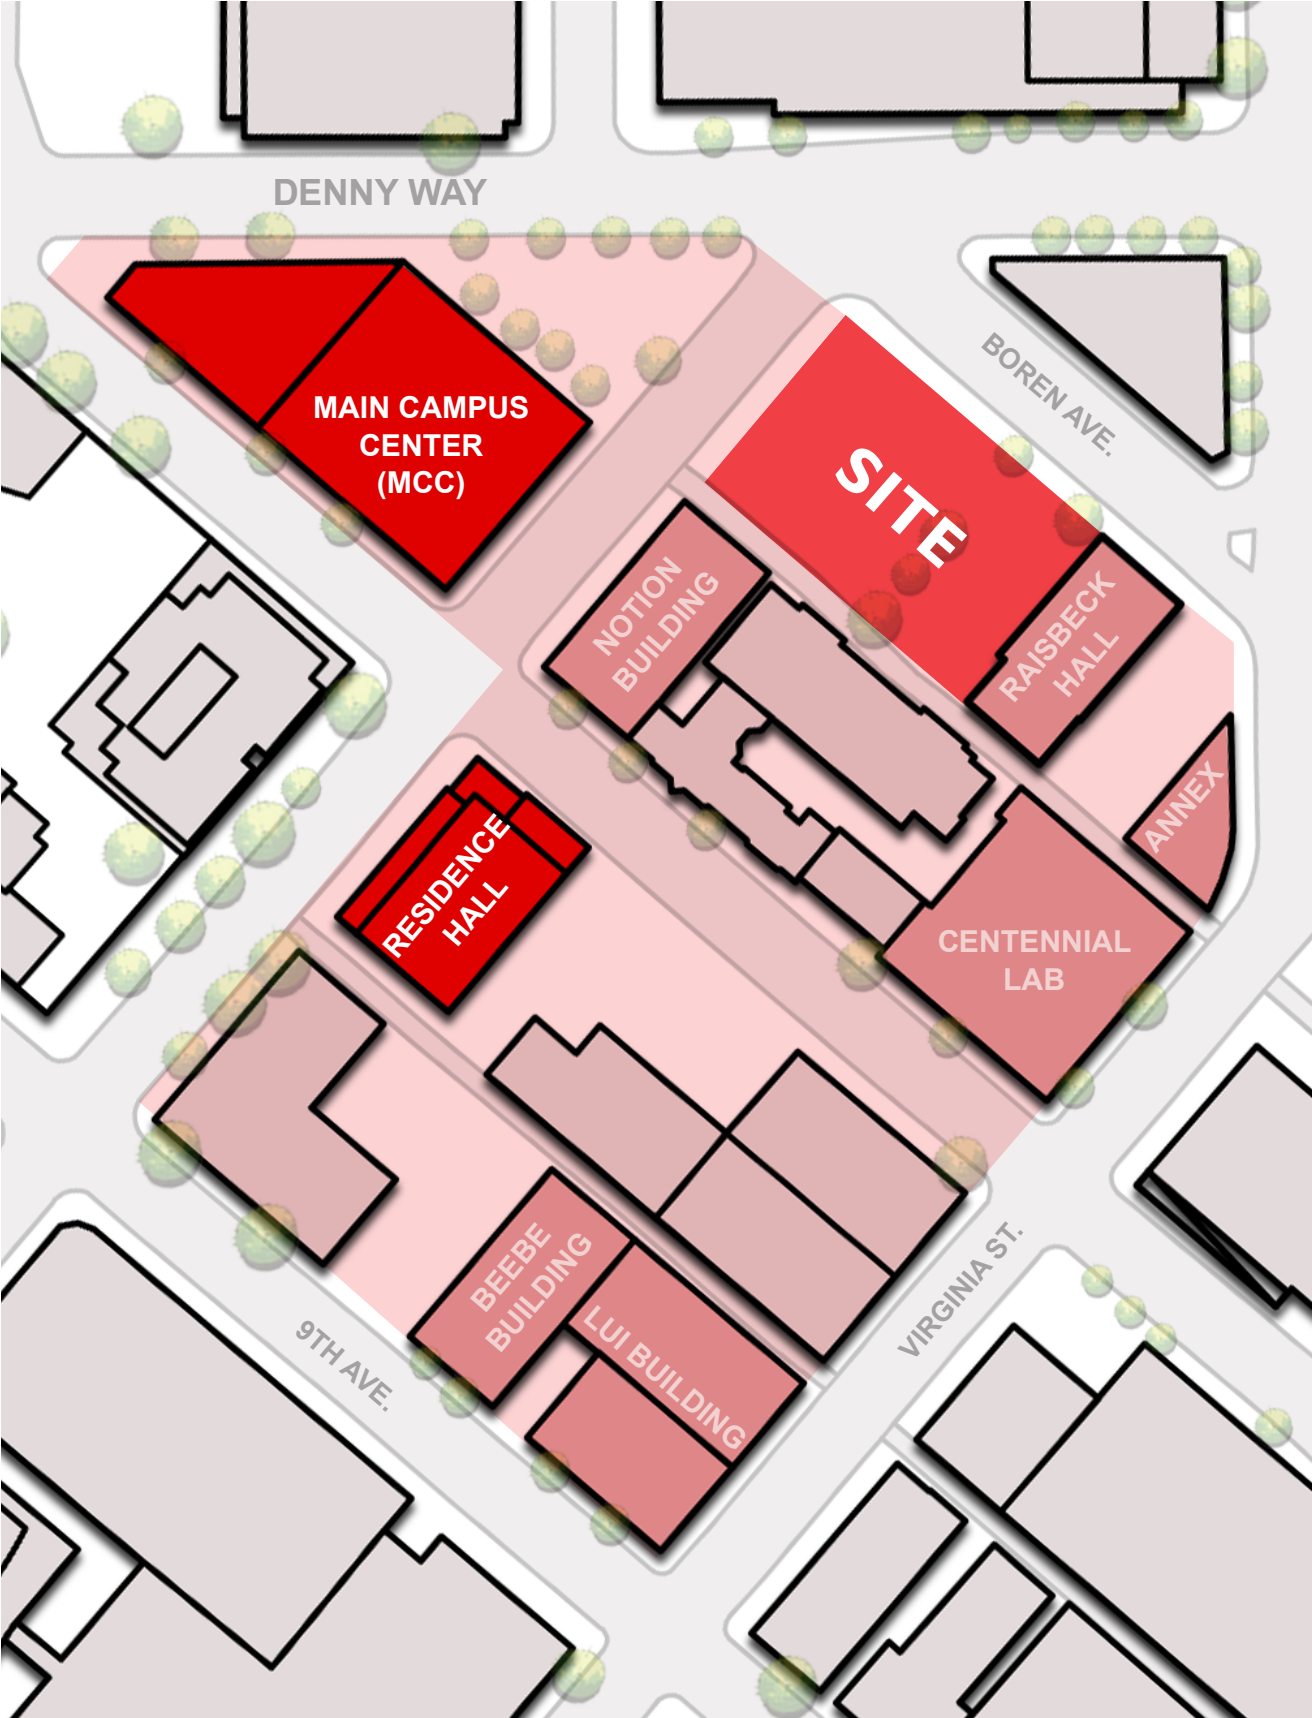 DENNY WAY
BOREN AVE.
MAIN CAMPUS
CENTER
(MCC)
SITE
NOTION
BUILDING
RAISBECK
HALL
ANNEX
RESIDENCE
HALL
CENTENNIAL
LAB
BEEBE
BUILDING
LUI BUILDING
VIRGINIA ST.
9TH AVE.